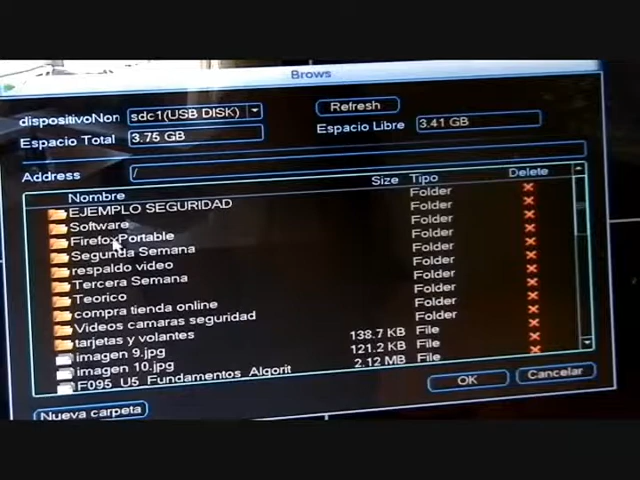 Brows
dispositivoNon sdc1(USB DISK) Refresh
Espacio Total 3.75 GB Espacio Libre 3.41 GB
Address /
Nombre Size Tipo Delete
EJEMPLO SEGURIDAD Folder
Software Folder
FirefoxPortable Folder
Segunda Semana Folder
respaldo video Folder
Tercera Semana Folder
Teorico Folder
compra tienda online Folder
Videos camaras seguridad Folder
tarjetas y volantes Folder
imagen 9.jpg 138.7 KB File
imagen 10.jpg 121.2 KB File
F095_U5_Fundamentos_Algorit 2.12 MB File
OK Cancelar
Nueva carpeta